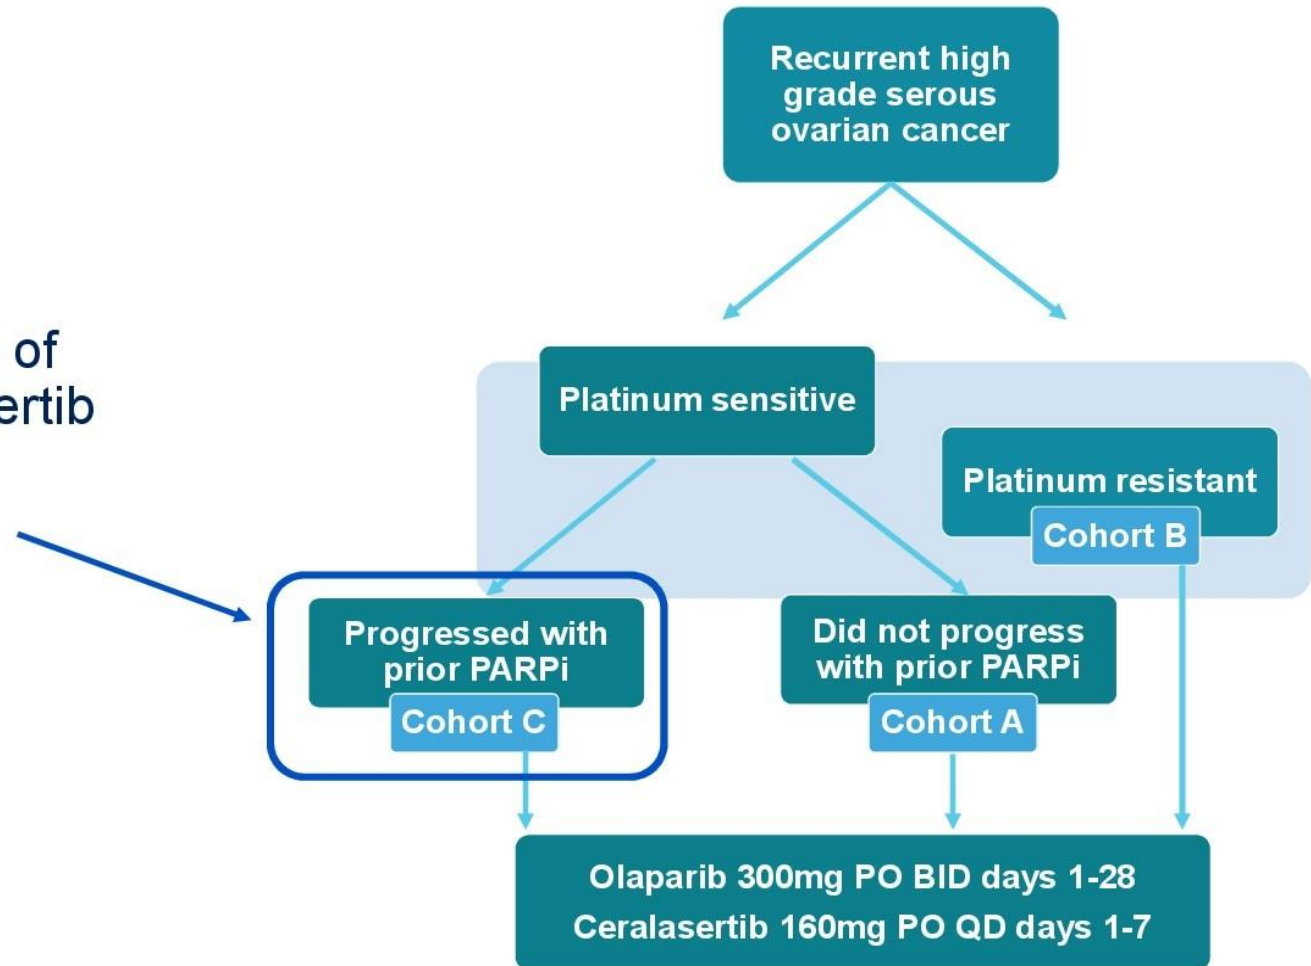 Recurrent high
grade serous
ovarian cancer
of
Platinum sensitive
Platinum resistant
Cohort B
Progressed with
prior PARPi
Cohort C
Did not progress
with prior PARPi
Cohort A
Olaparib 300mg PO BID days 1-28
Ceralasertib 160mg PO QD days 1-7